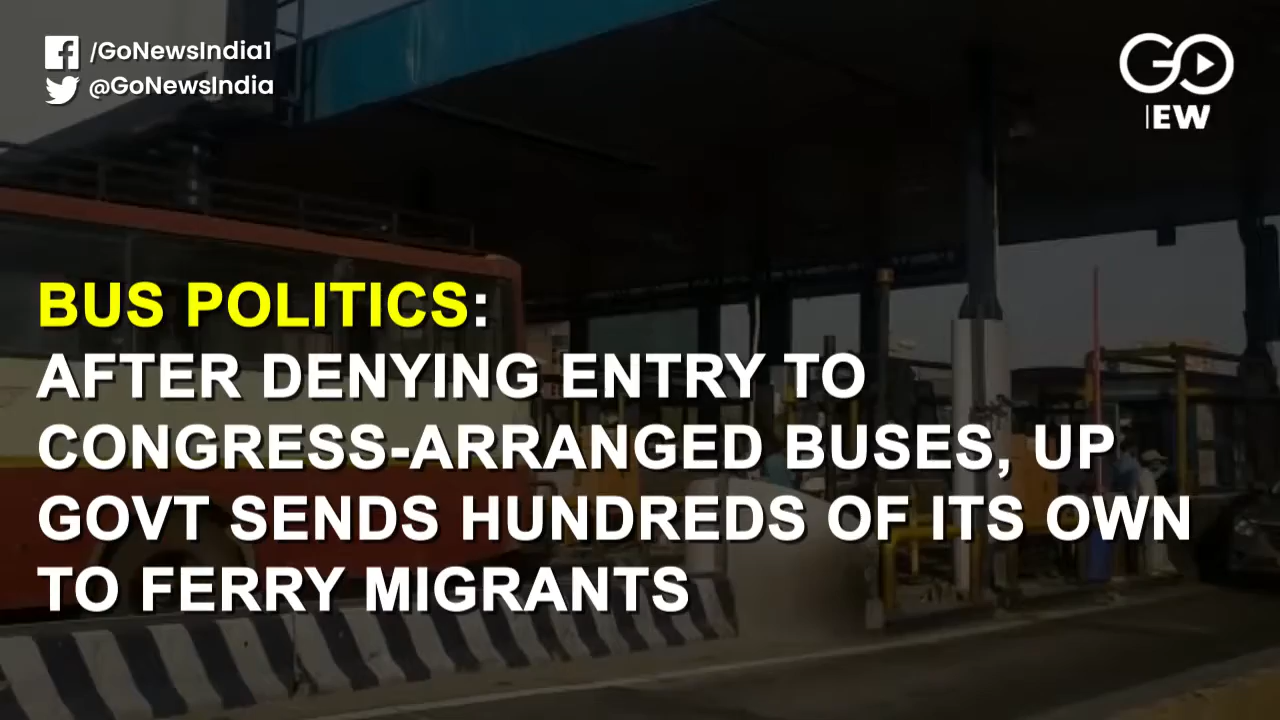 /GoNewsIndia1
@GoNewsIndia
GO
EW
BUS POLITICS:
AFTER DENYING ENTRY TO
CONGRESS-ARRANGED BUSES, UP
GOVT SENDS HUNDREDS OF ITS OWN
TO FERRY MIGRANTS